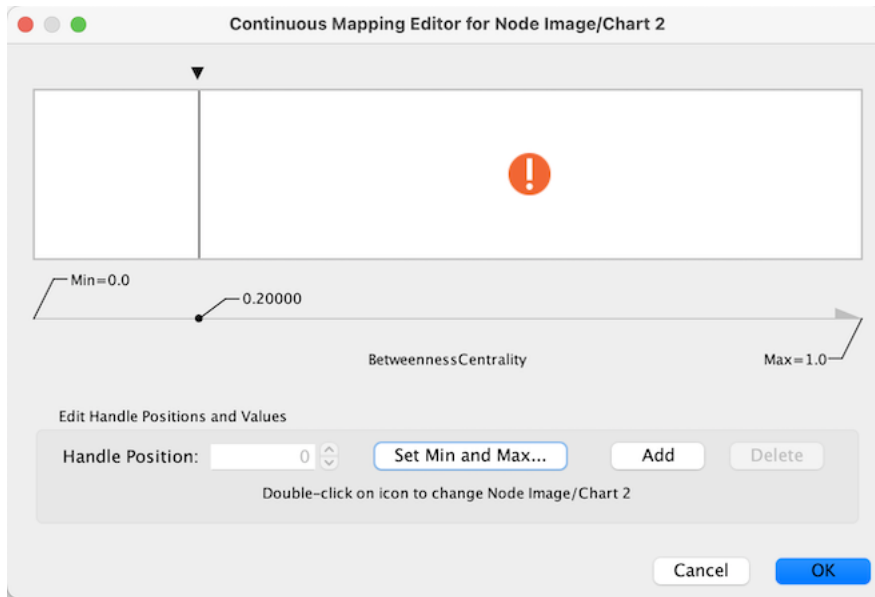 Continuous Mapping Editor for Node Image/Chart 2
Min=0.0
0.20000
BetweennessCentrality
Max=1.0
Edit Handle Positions and Values
Handle Position: 0 Set Min and Max... Add Delete
Double-click on icon to change Node Image/Chart 2
Cancel OK